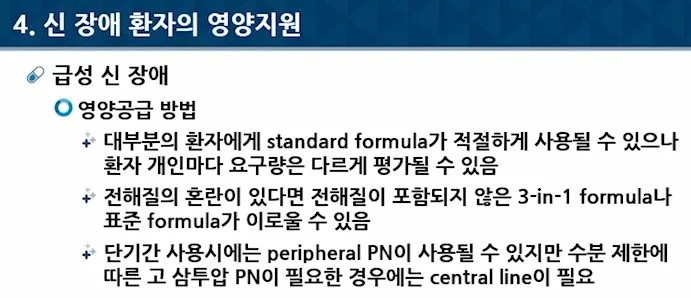 4. 신 장애 환자의 영양지원
급성 신 장애
영양공급 방법
대부분의 환자에게 standard formula가 적절하게 사용될 수 있으나
환자 개인마다 요구량은 다르게 평가될 수 있음
전해질의 혼란이 있다면 전해질이 포함되지 않은 3-in-1 formula나
표준 formula가 이로울 수 있음
단기간 사용시에는 peripheral PN이 사용될 수 있지만 수분 제한에
따른 고 삼투압 PN이 필요한 경우에는 central line이 필요